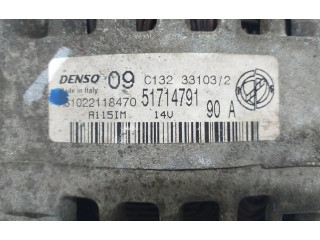 DENSO 09 C132 33103/2
Made in Italy
51022118470 51714791
A115IM 14V 90 A